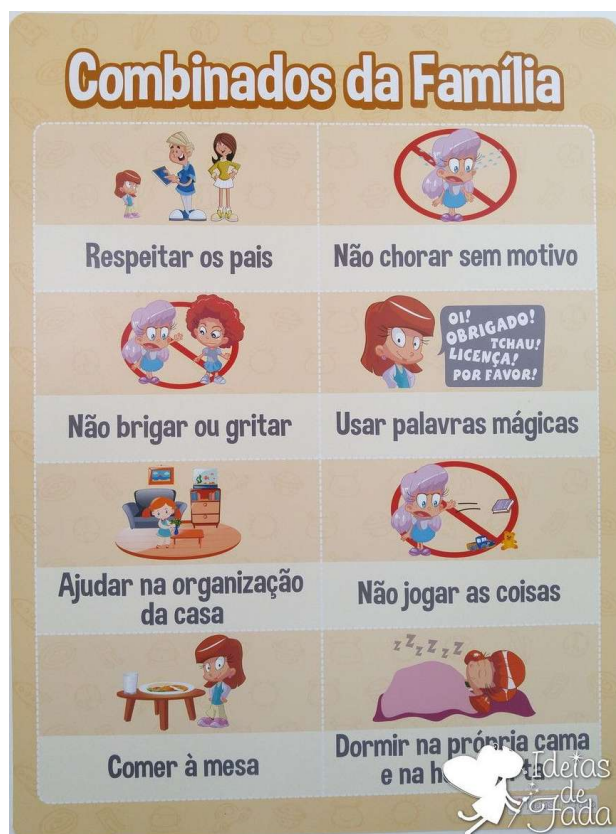 Combinados da Família
Respeitar os pais
Não chorar sem motivo
Não brigar ou gritar
OI!
OBRIGADO!
TCHAU!
LICENÇA!
POR FAVOR!
Usar palavras mágicas
Ajudar na organização
da casa
Não jogar as coisas
Comer à mesa
Z Z Z Z Z Z
Dormir na própria cama
e na
Ideias
de
Fada